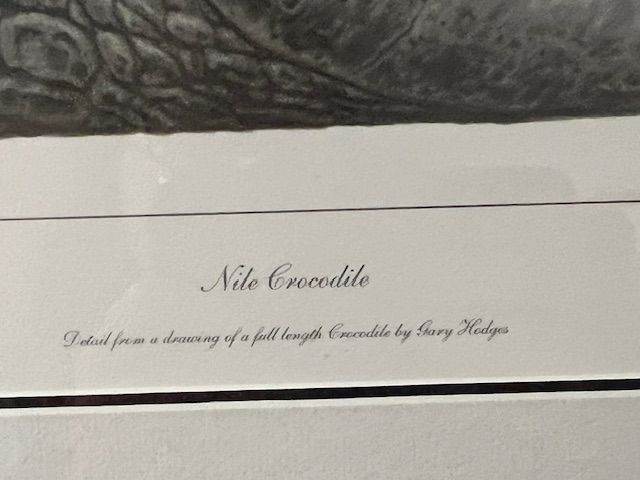 Nile Crocodile
Detail from a drawing of a full length Crocodile by Gary Hodges